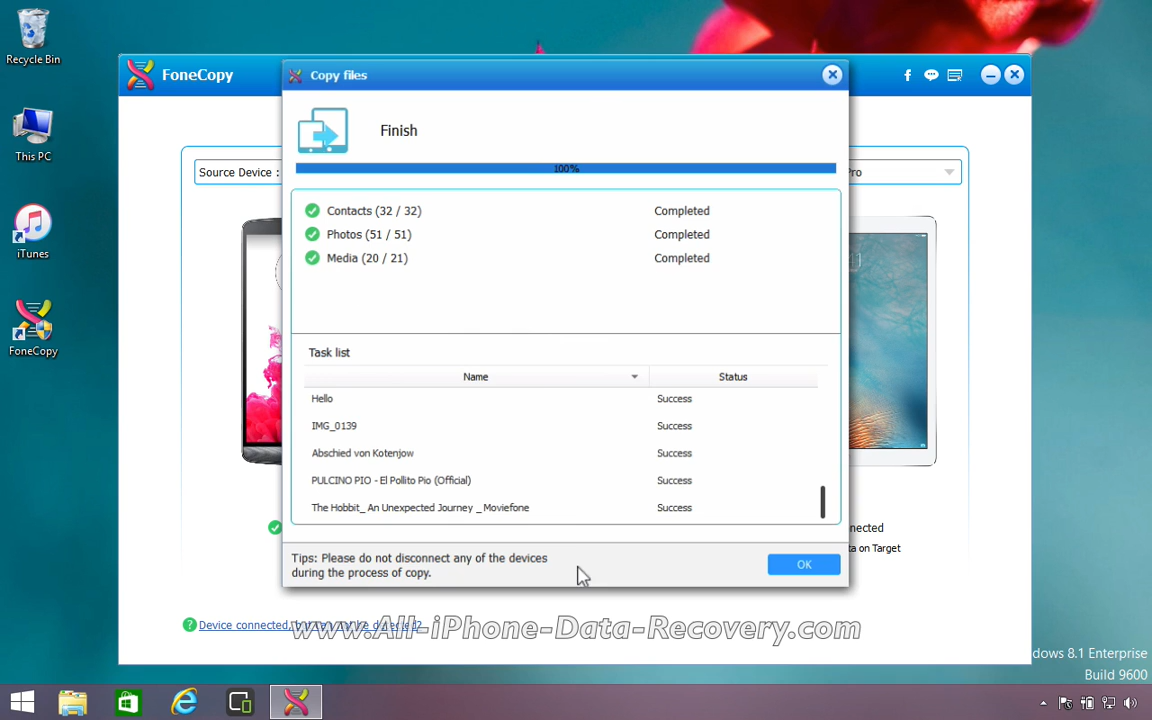 Recycle Bin
This PC
iTunes
FoneCopy
FoneCopy
Copy files
Finish
100%
Source Device :
Pro
Contacts (32 / 32) Completed
Photos (51 / 51) Completed
Media (20 / 21) Completed
Task list
Name Status
Hello Success
IMG_0139 Success
Abschied von Kotenjow Success
PULCINO PIO - El Pollito Pio (Official) Success
The Hobbit_ An Unexpected Journey _ Moviefone Success
nected
ta on Target
Tips: Please do not disconnect any of the devices
during the process of copy.
OK
Device connected,
www.All-iPhone-Data-Recovery.com
dows 8.1 Enterprise
Build 9600